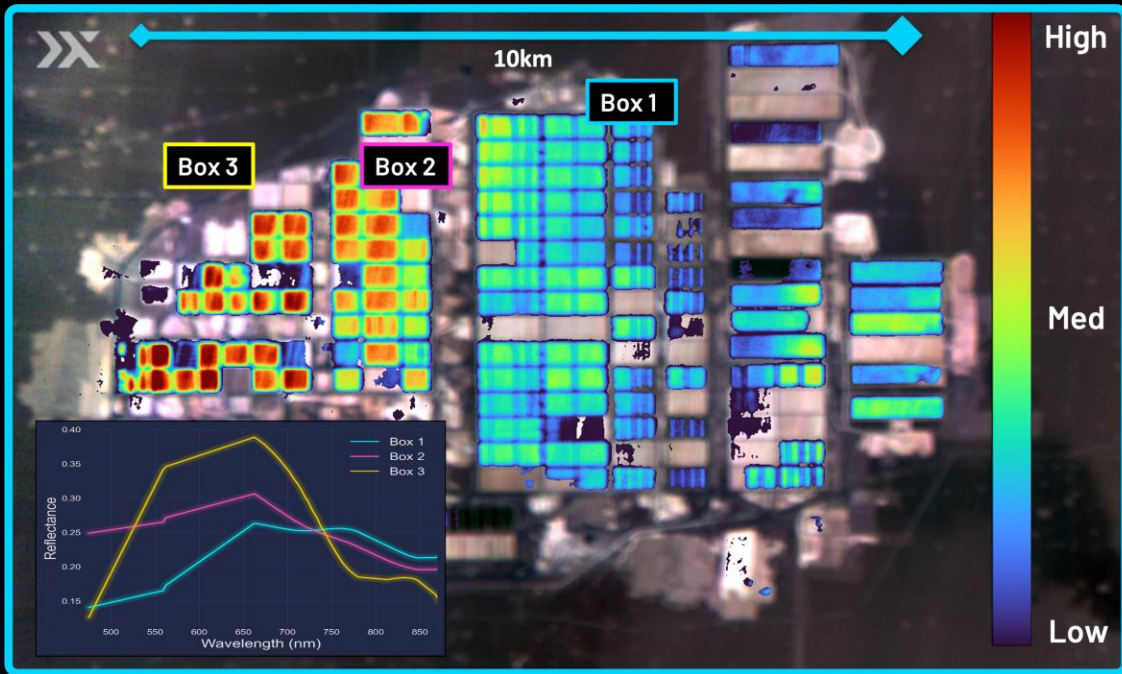 10km
High
Box 1
Box 3
Box 2
Med
Low
0.40
0.35
0.30
0.25
0.20
0.15
Reflectance
Box 1
Box 2
Box 3
500 550 600 650 700 750 800 850
Wavelength (nm)